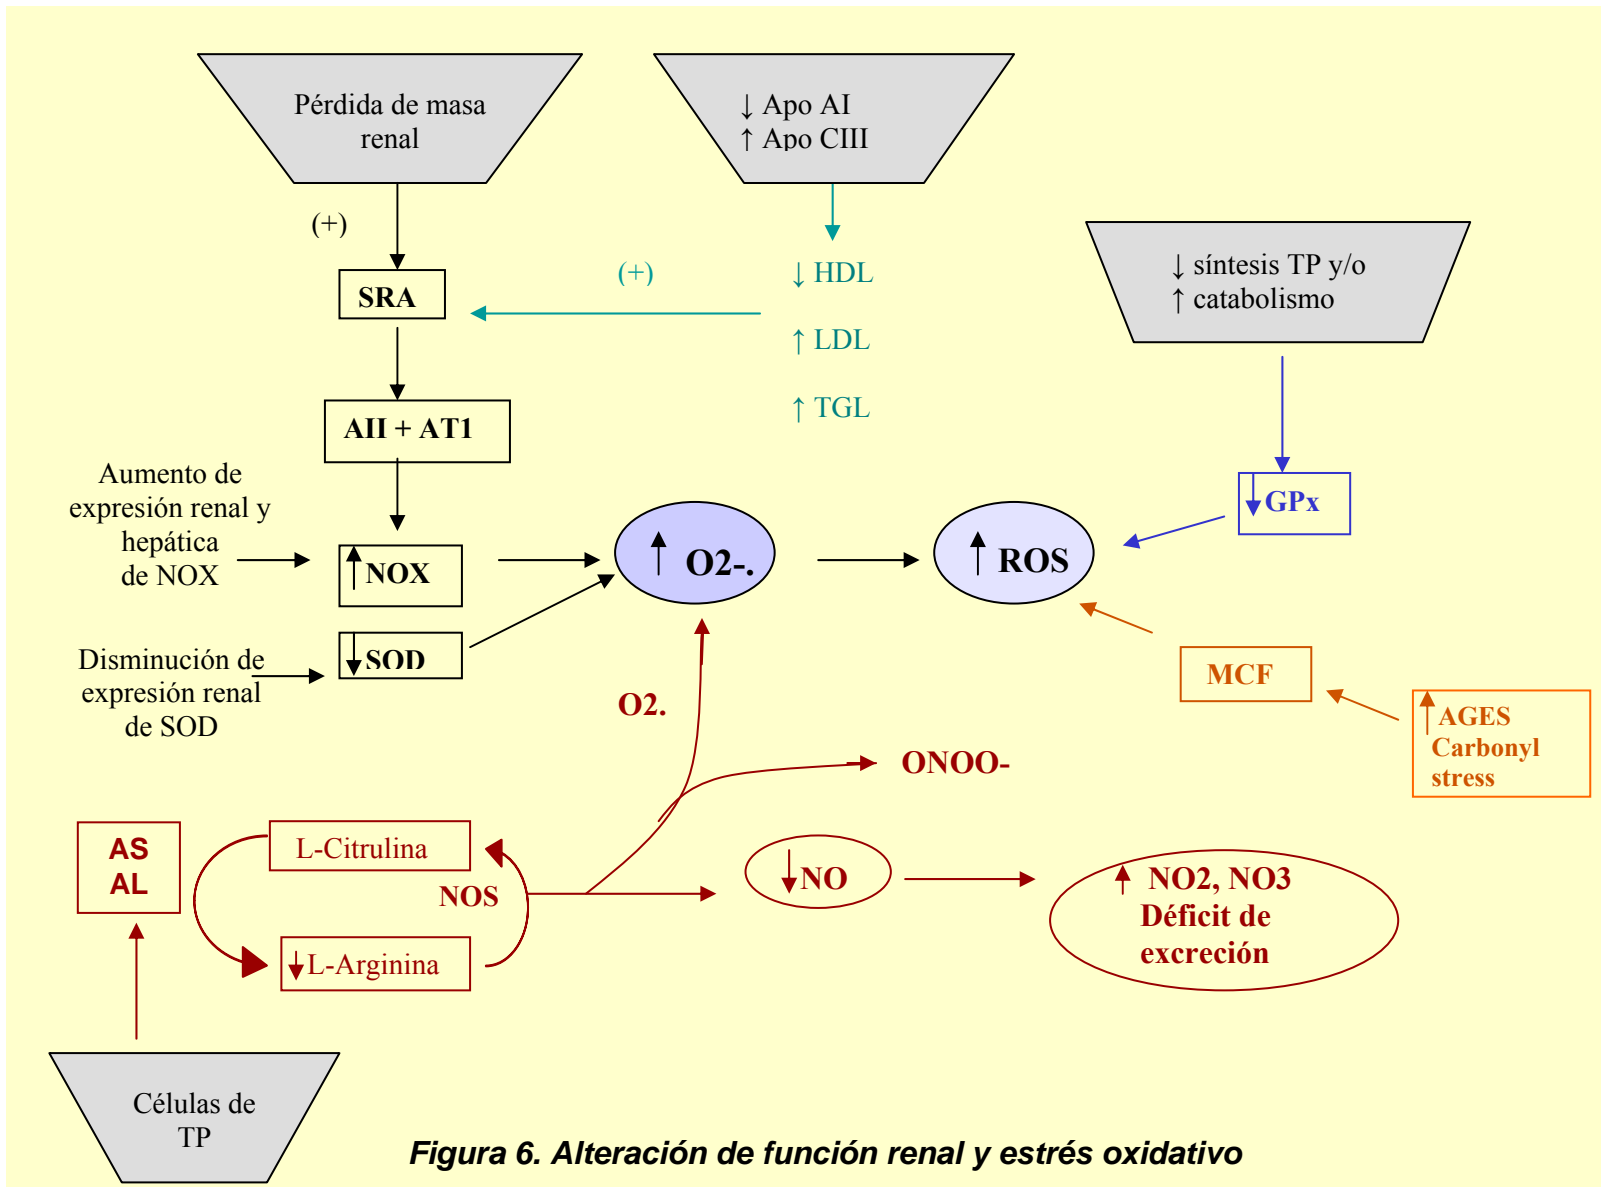 Pérdida de masa
renal
↓ Apo AI
↑ Apo CIII
(+)
SRA
(+)
↓ HDL
↑ LDL
↑ TGL
↓ síntesis TP y/o
↑ catabolismo
AII + AT1
Aumento de
expresión renal y
hepática
de NOX
↑ NOX
↑ O2-.
↑ ROS
↓ GPx
Disminución de
expresión renal
de SOD
↓ SOD
O2.
MCF
↑ AGES
Carbonyl
stress
ONOO-
AS
AL
L-Citrulina
NOS
↓ L-Arginina
↓ NO
↑ NO2, NO3
Déficit de
excreción
Células de
TP
Figura 6. Alteración de función renal y estrés oxidativo